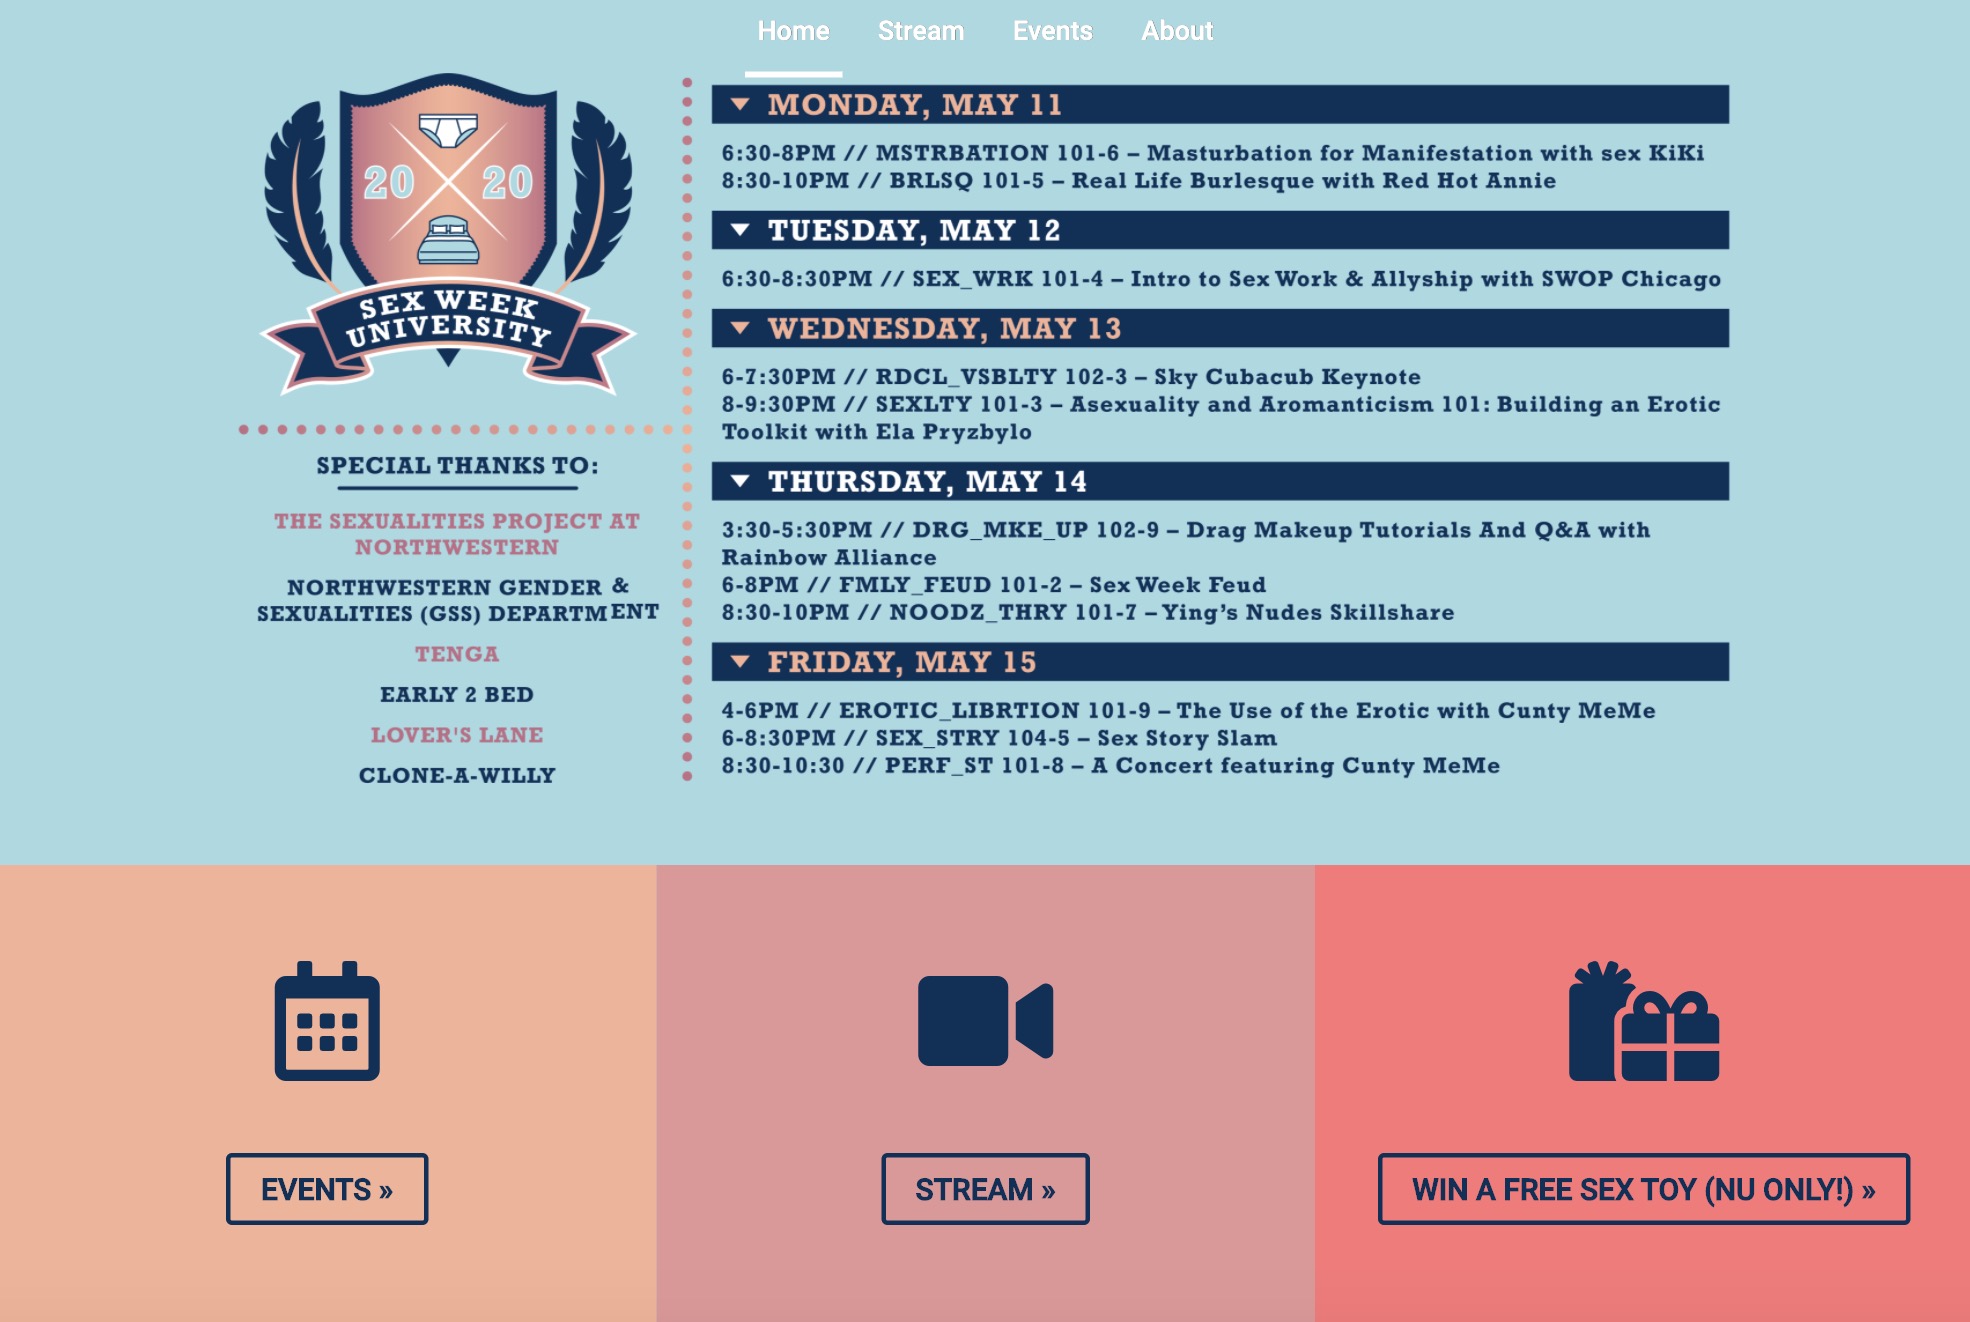 Home Stream Events About
20 20
SEX WEEK
UNIVERSITY
SPECIAL THANKS TO:
THE SEXUALITIES PROJECT AT
NORTHWESTERN
NORTHWESTERN GENDER &
SEXUALITIES (GSS) DEPARTMENT
TENGA
EARLY 2 BED
LOVER'S LANE
CLONE-A-WILLY
MONDAY, MAY 11
6:30-8PM // MSTRBATION 101-6 – Masturbation for Manifestation with sex KiKi
8:30-10PM // BRLSQ 101-5 – Real Life Burlesque with Red Hot Annie
TUESDAY, MAY 12
6:30-8:30PM // SEX_WRK 101-4 – Intro to Sex Work & Allyship with SWOP Chicago
WEDNESDAY, MAY 13
6-7:30PM // RDCL_VSBLTY 102-3 – Sky Cubacub Keynote
8-9:30PM // SEXLTY 101-3 – Asexuality and Aromanticism 101: Building an Erotic
Toolkit with Ela Pryzbylo
THURSDAY, MAY 14
3:30-5:30PM // DRG_MKE_UP 102-9 – Drag Makeup Tutorials And Q&A with
Rainbow Alliance
6-8PM // FMLY_FEUD 101-2 – Sex Week Feud
8:30-10PM // NOODZ_THRY 101-7 – Ying’s Nudes Skillshare
FRIDAY, MAY 15
4-6PM // EROTIC_LIBRTION 101-9 – The Use of the Erotic with Cunty MeMe
6-8:30PM // SEX_STRY 104-5 – Sex Story Slam
8:30-10:30 // PERF_ST 101-8 – A Concert featuring Cunty MeMe
EVENTS »
STREAM »
WIN A FREE SEX TOY (NU ONLY!) »